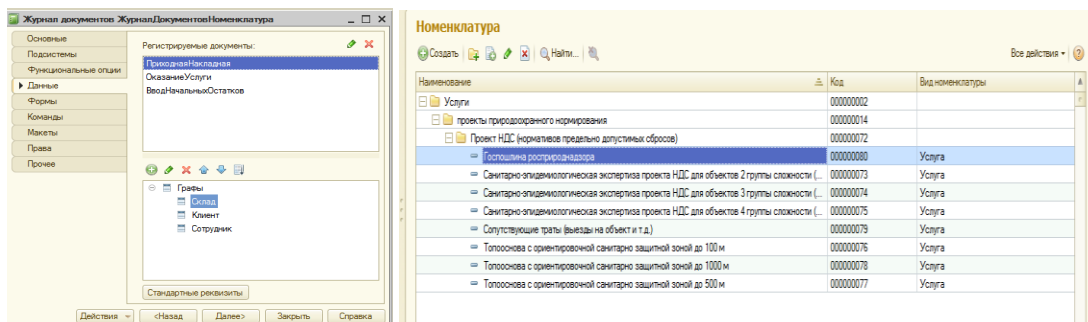 Журнал документов ЖурналДокументовНоменклатура
Основные
Подсистемы
Функциональные опции
Данные
Формы
Команды
Макеты
Права
Прочее
Регистрируемые документы:
ПриходнаяНакладная
ОказаниеУслуги
ВводНачальныхОстатков
Графы
Склад
Клиент
Сотрудник
Стандартные реквизиты
Действия <Назад Далее> Закрыть Справка
Номенклатура
Создать Найти... Все действия
Наименование Код Вид номенклатуры
Услуги 000000002
проекты природоохранного нормирования 000000014
Проект НДС (нормативов предельно допустимых сбросов) 000000072
Госпошлина росприроднадзора 000000080 Услуга
Санитарно-эпидемиологическая экспертиза проекта НДС для объектов 2 группы сложности (... 000000073 Услуга
Санитарно-эпидемиологическая экспертиза проекта НДС для объектов 3 группы сложности (... 000000074 Услуга
Санитарно-эпидемиологическая экспертиза проекта НДС для объектов 4 группы сложности (... 000000075 Услуга
Сопутствующие траты (выезды на объект и т.д.) 000000079 Услуга
Топооснова с ориентировочной санитарно защитной зоной до 100 м 000000076 Услуга
Топооснова с ориентировочной санитарно защитной зоной до 1000 м 000000078 Услуга
Топооснова с ориентировочной санитарно защитной зоной до 500 м 000000077 Услуга